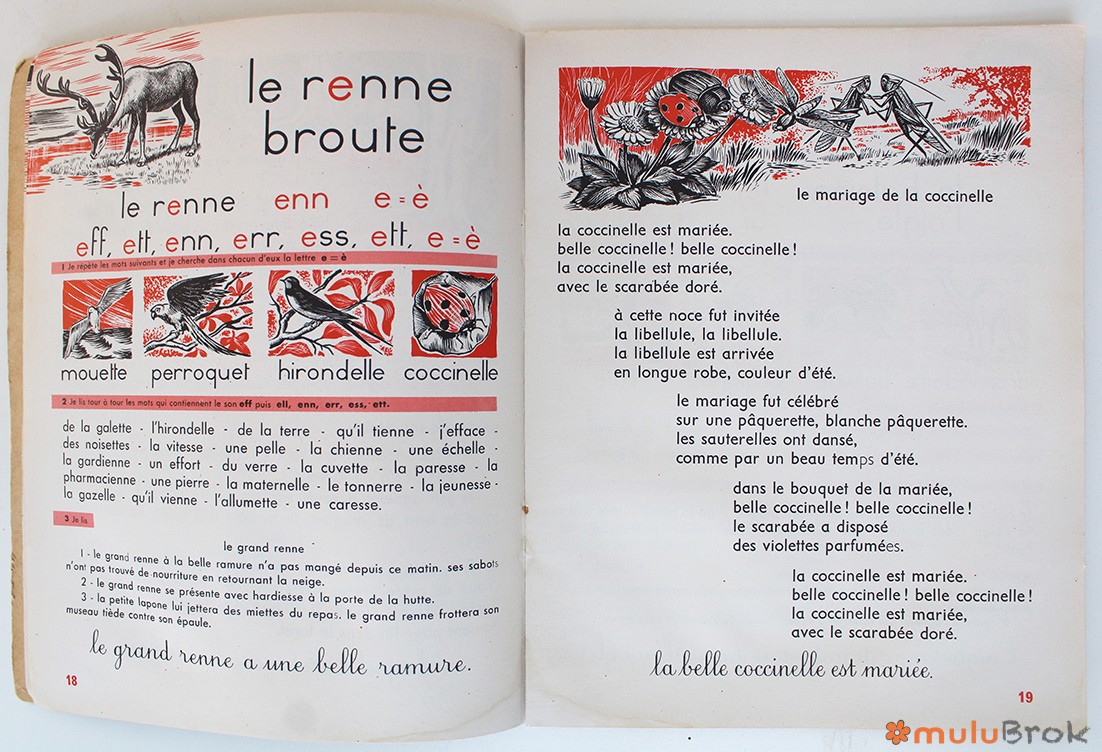 le renne
broute
le renne enn e = è
eff, ett, enn, err, ess, ett, e = è
1 Je répète les mots suivants et je cherche dans chacun d'eux la lettre e = è
mouette perroquet hirondelle coccinelle
2 Je lis tour à tour les mots qui contiennent le son eff puis ell, enn, err, ess, ett.
de la galette - l'hirondelle - de la terre - qu'il tienne - j'efface -
des noisettes - la vitesse - une pelle - la chienne - une échelle -
la gardienne - un effort - du verre - la cuvette - la paresse - la
pharmacienne - une pierre - la maternelle - le tonnerre - la jeunesse -
la gazelle - qu'il vienne - l'allumette - une caresse.
3 Je lis
le grand renne
1 - le grand renne à la belle ramure n'a pas mangé depuis ce matin. ses sabots
n'ont pas trouvé de nourriture en retournant la neige.
2 - le grand renne se présente avec hardiesse à la porte de la hutte.
3 - la petite lapone lui jettera des miettes du repas. le grand renne frottera son
museau tiède contre son épaule.
le grand renne a une belle ramure.
18
le mariage de la coccinelle
la coccinelle est mariée.
belle coccinelle ! belle coccinelle !
la coccinelle est mariée,
avec le scarabée doré.
à cette noce fut invitée
la libellule, la libellule.
la libellule est arrivée
en longue robe, couleur d'été.
le mariage fut célébré
sur une pâquerette, blanche pâquerette.
les sauterelles ont dansé,
comme par un beau temps d'été.
dans le bouquet de la mariée,
belle coccinelle ! belle coccinelle !
le scarabée a disposé
des violettes parfumées.
la coccinelle est mariée.
belle coccinelle ! belle coccinelle !
la coccinelle est mariée,
avec le scarabée doré.
la belle coccinelle est mariée.
19
muluBrok